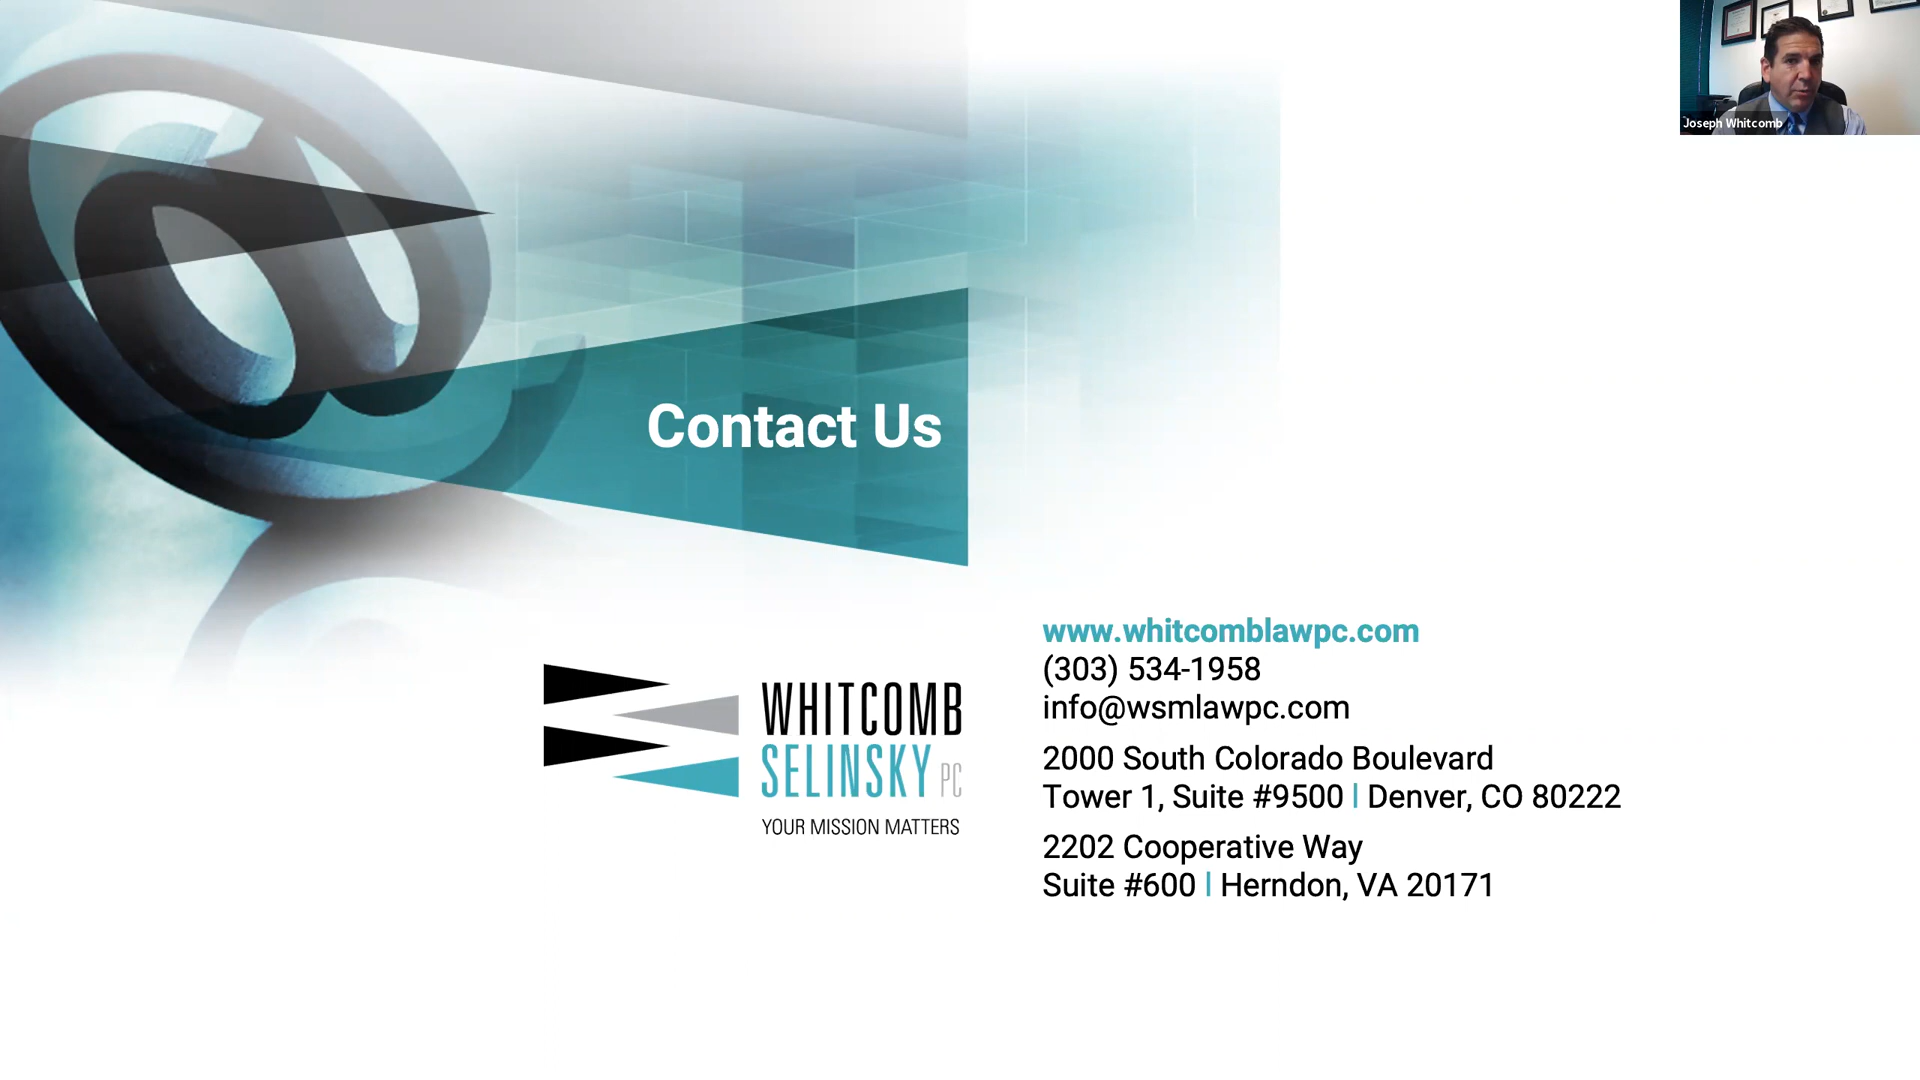 Joseph Whitcomb
Contact Us
WHITCOMB
SELINSKY PC
YOUR MISSION MATTERS
www.whitcomblawpc.com
(303) 534-1958
info@wsmlawpc.com
2000 South Colorado Boulevard
Tower 1, Suite #9500 | Denver, CO 80222
2202 Cooperative Way
Suite #600 | Herndon, VA 20171